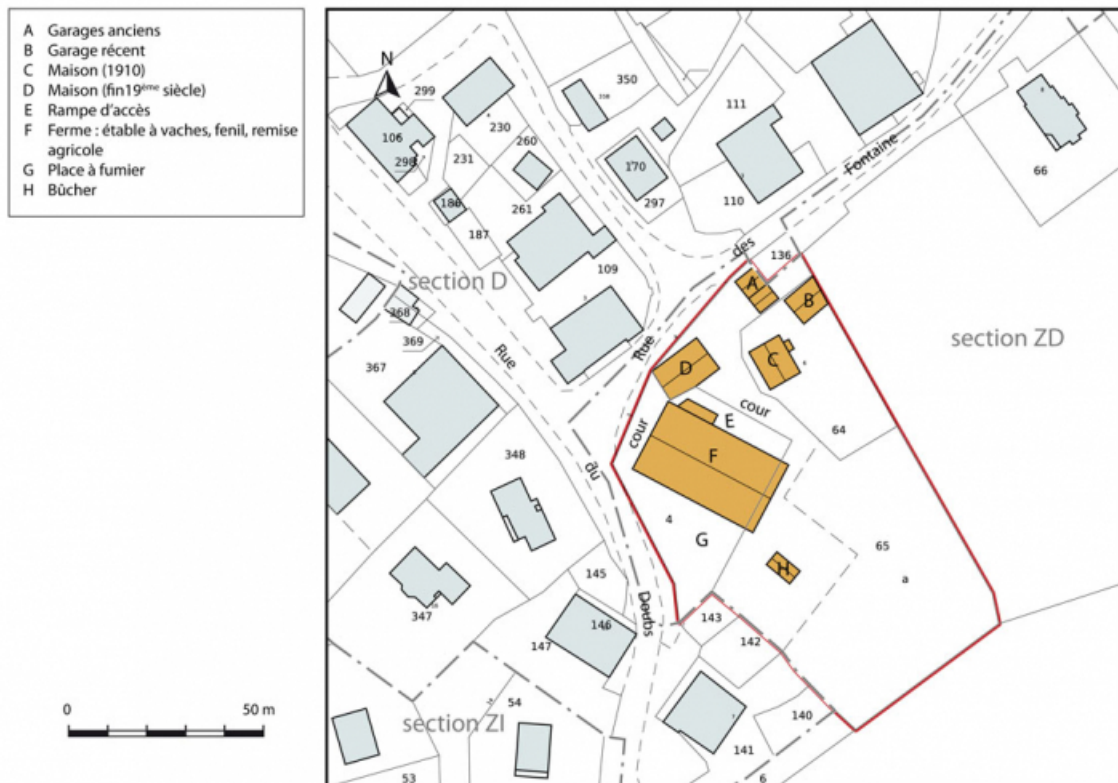 A Garages anciens
B Garage récent
C Maison (1910)
D Maison (fin19ème siècle)
E Rampe d'accès
F Ferme : étable à vaches, fenil, remise
agricole
G Place à fumier
H Bûcher
0 50 m
N
299
106
298
230
350
260
231
186
261
187
170
297
111
110
109
66
Rue des Fontaine
136
section D
section ZD
368
369
367
Rue du Doubs
A
B
C
D
E
F
cour
cour
64
348
4
G
H
65
a
145
347
146
147
143
142
140
141
54
section ZI
53
6